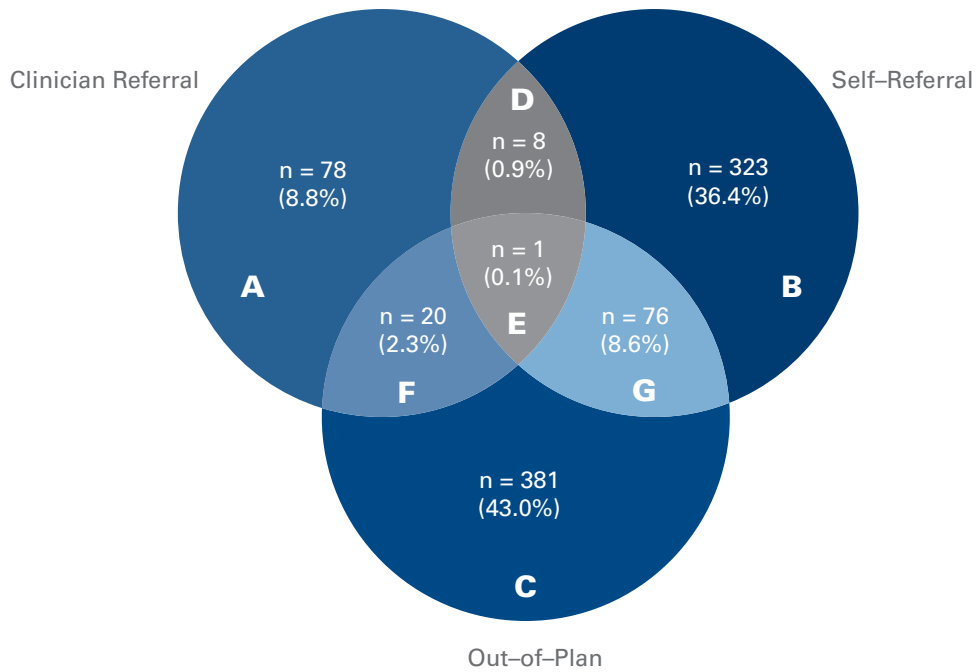 Clinician Referral
Self–Referral
D
n = 8
(0.9%)
n = 78
(8.8%)
n = 323
(36.4%)
n = 1
(0.1%)
A
B
n = 20
(2.3%)
E
n = 76
(8.6%)
F
G
n = 381
(43.0%)
C
Out–of–Plan